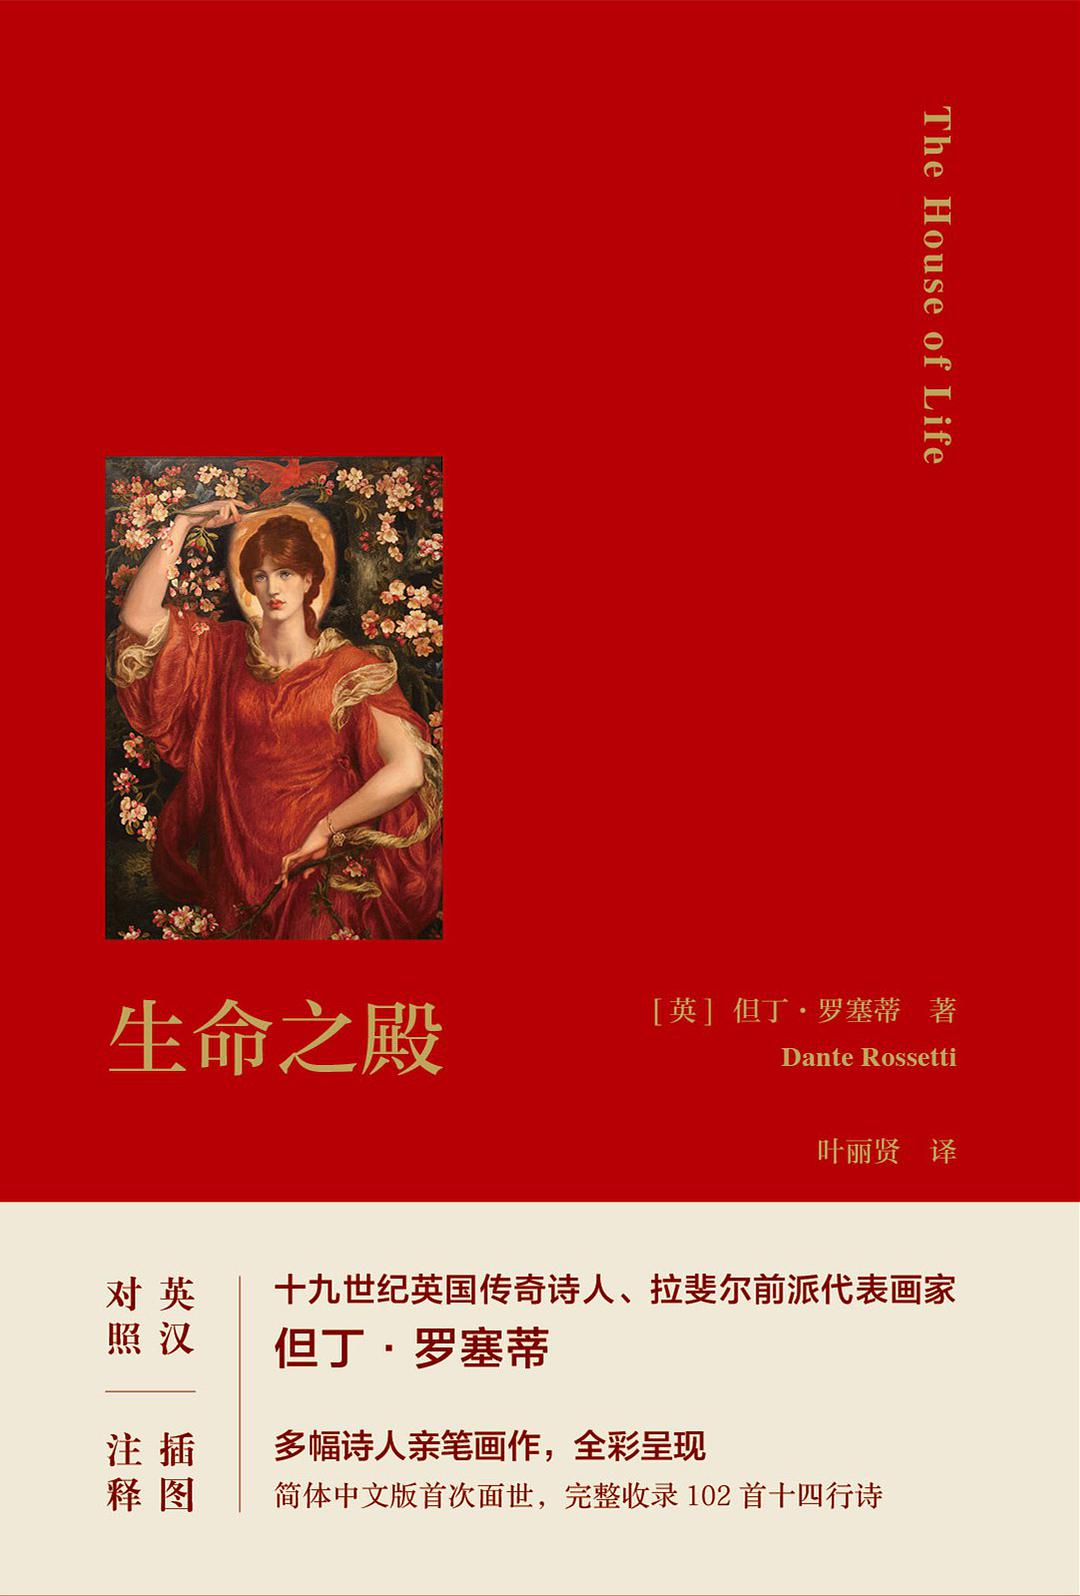 The House of Life
生命之殿
[英] 但丁·罗塞蒂 著
Dante Rossetti
叶丽贤 译
英汉
对照
插图
注释
十九世纪英国传奇诗人、拉斐尔前派代表画家
但丁·罗塞蒂
多幅诗人亲笔画作，全彩呈现
简体中文版首次面世，完整收录 102 首十四行诗